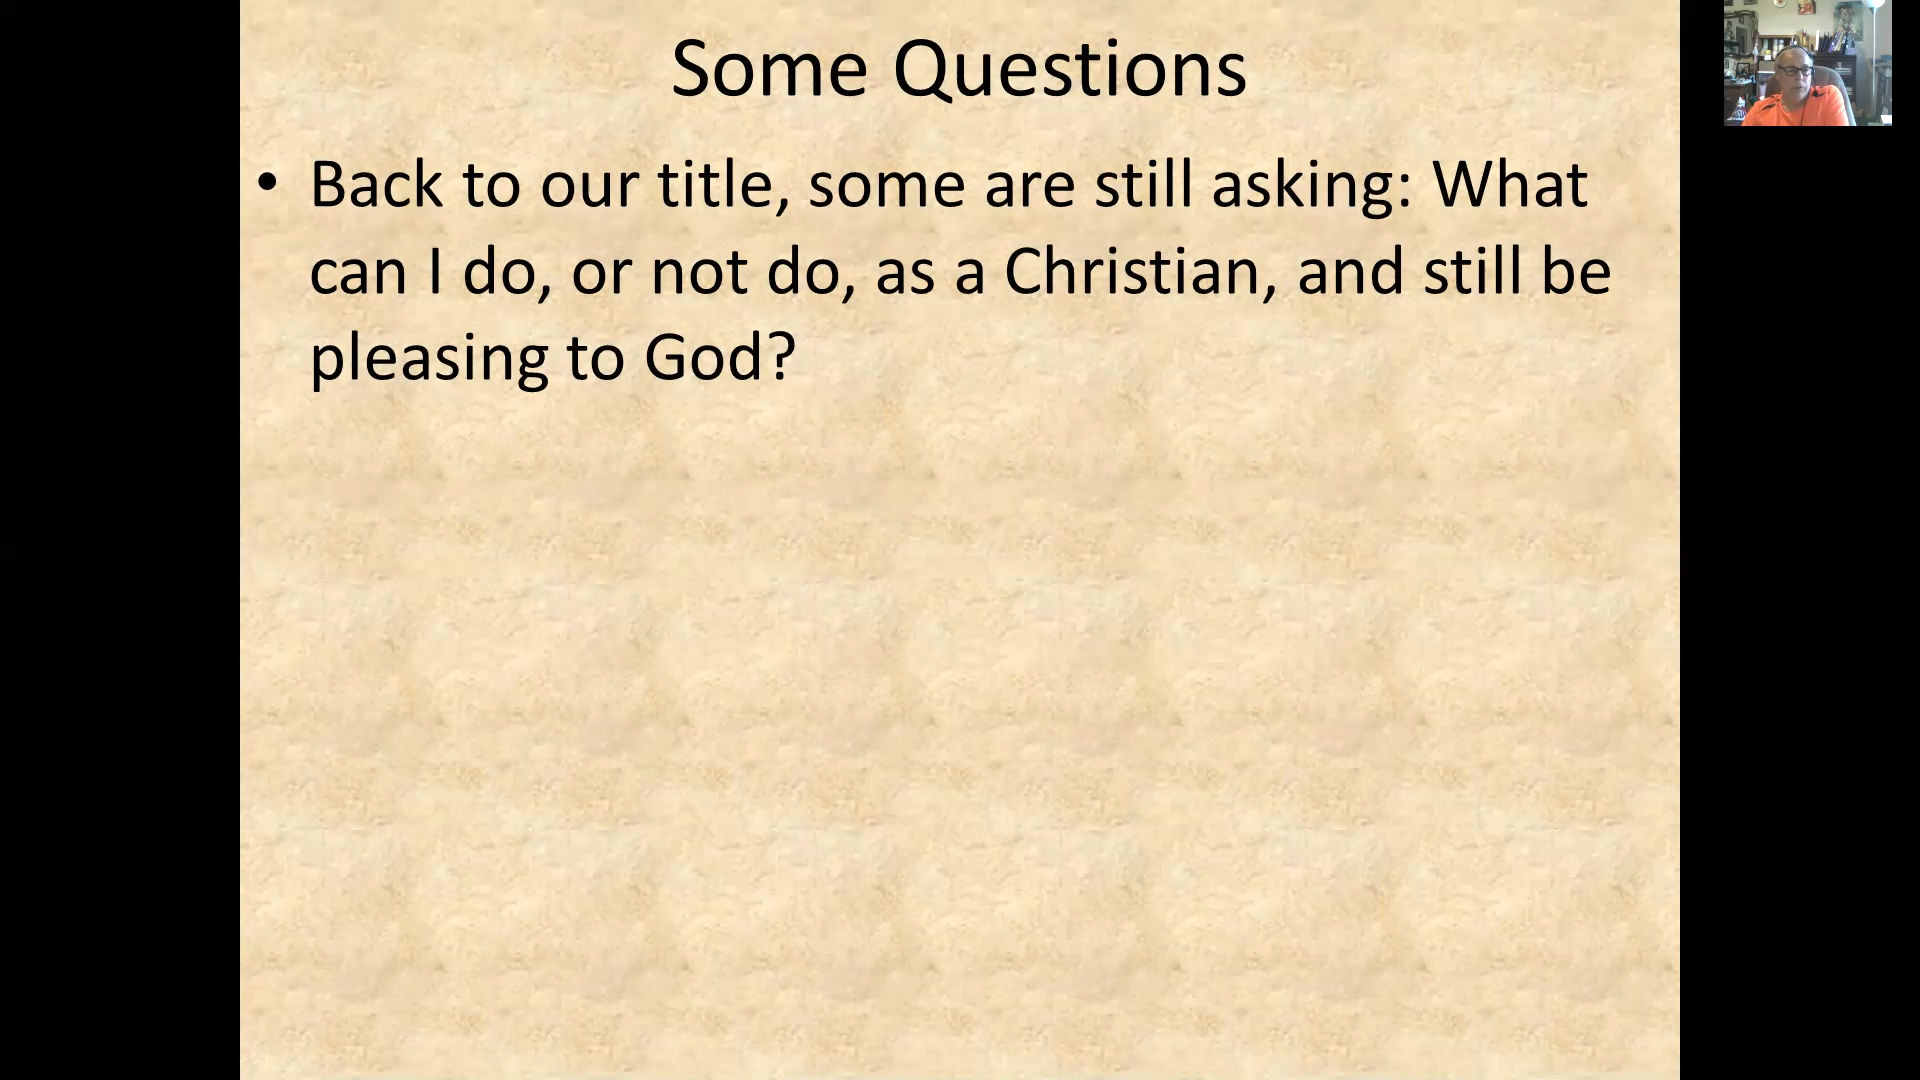 Some Questions
• Back to our title, some are still asking: What
can I do, or not do, as a Christian, and still be
pleasing to God?